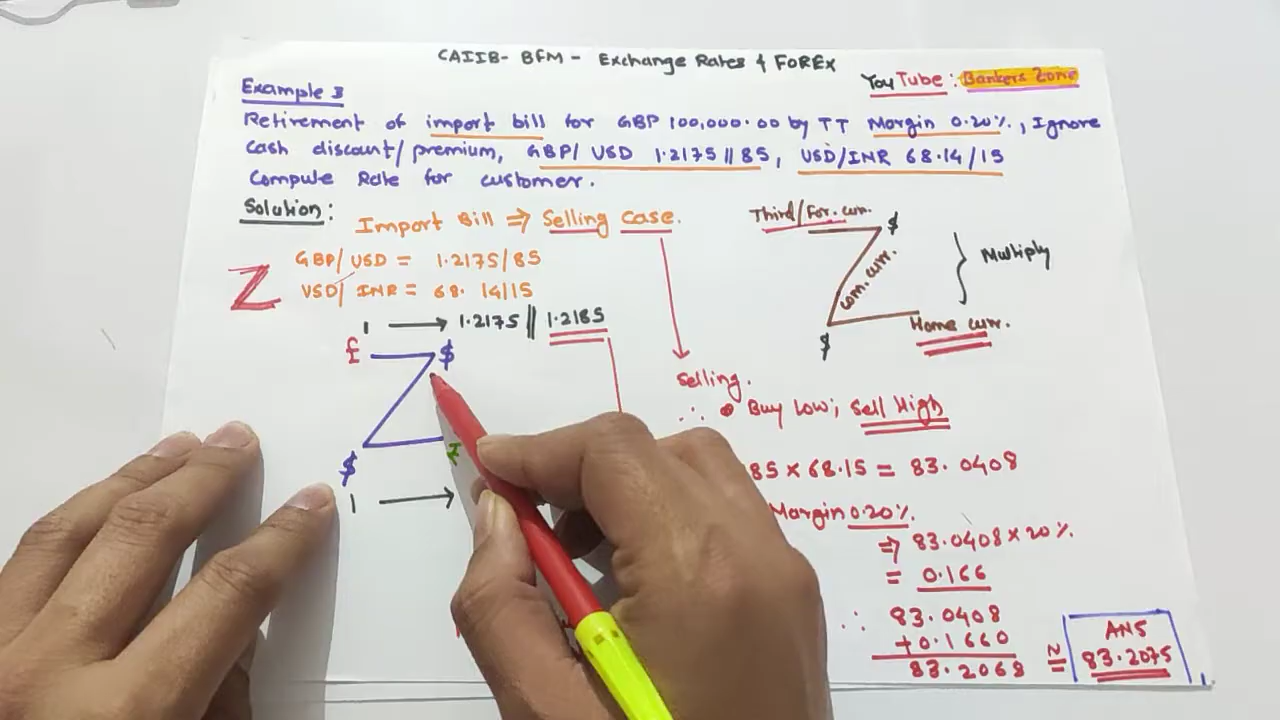 CAIIB- BFM - Exchange Rates & FOREX
YouTube: Bankers Zone
Example 3
Retirement of import bill for GBP 100,000.00 by TT Margin 0.20%, Ignore
Cash discount/premium, GBP/USD 1.2175||85, USD/INR 68.14/15
Compute Rate for customer.
Solution:
Import Bill ⇒ Selling Case.
GBP/USD = 1.2175/85
USD/INR = 68.14/15
Z
1 → 1.2175 || 1.2185
£ $
$
1 →
Third/For. curr.
$
com. curr.
} Multiply
Home curr.
$
Selling.
∴ Buy Low; Sell High
85 x 68.15 = 83.0408
Margin 0.20%.
⇒ 83.0408 x 20%.
= 0.166
∴ 83.0408
+0.1660
83.2068 ≅
ANS
83.2075